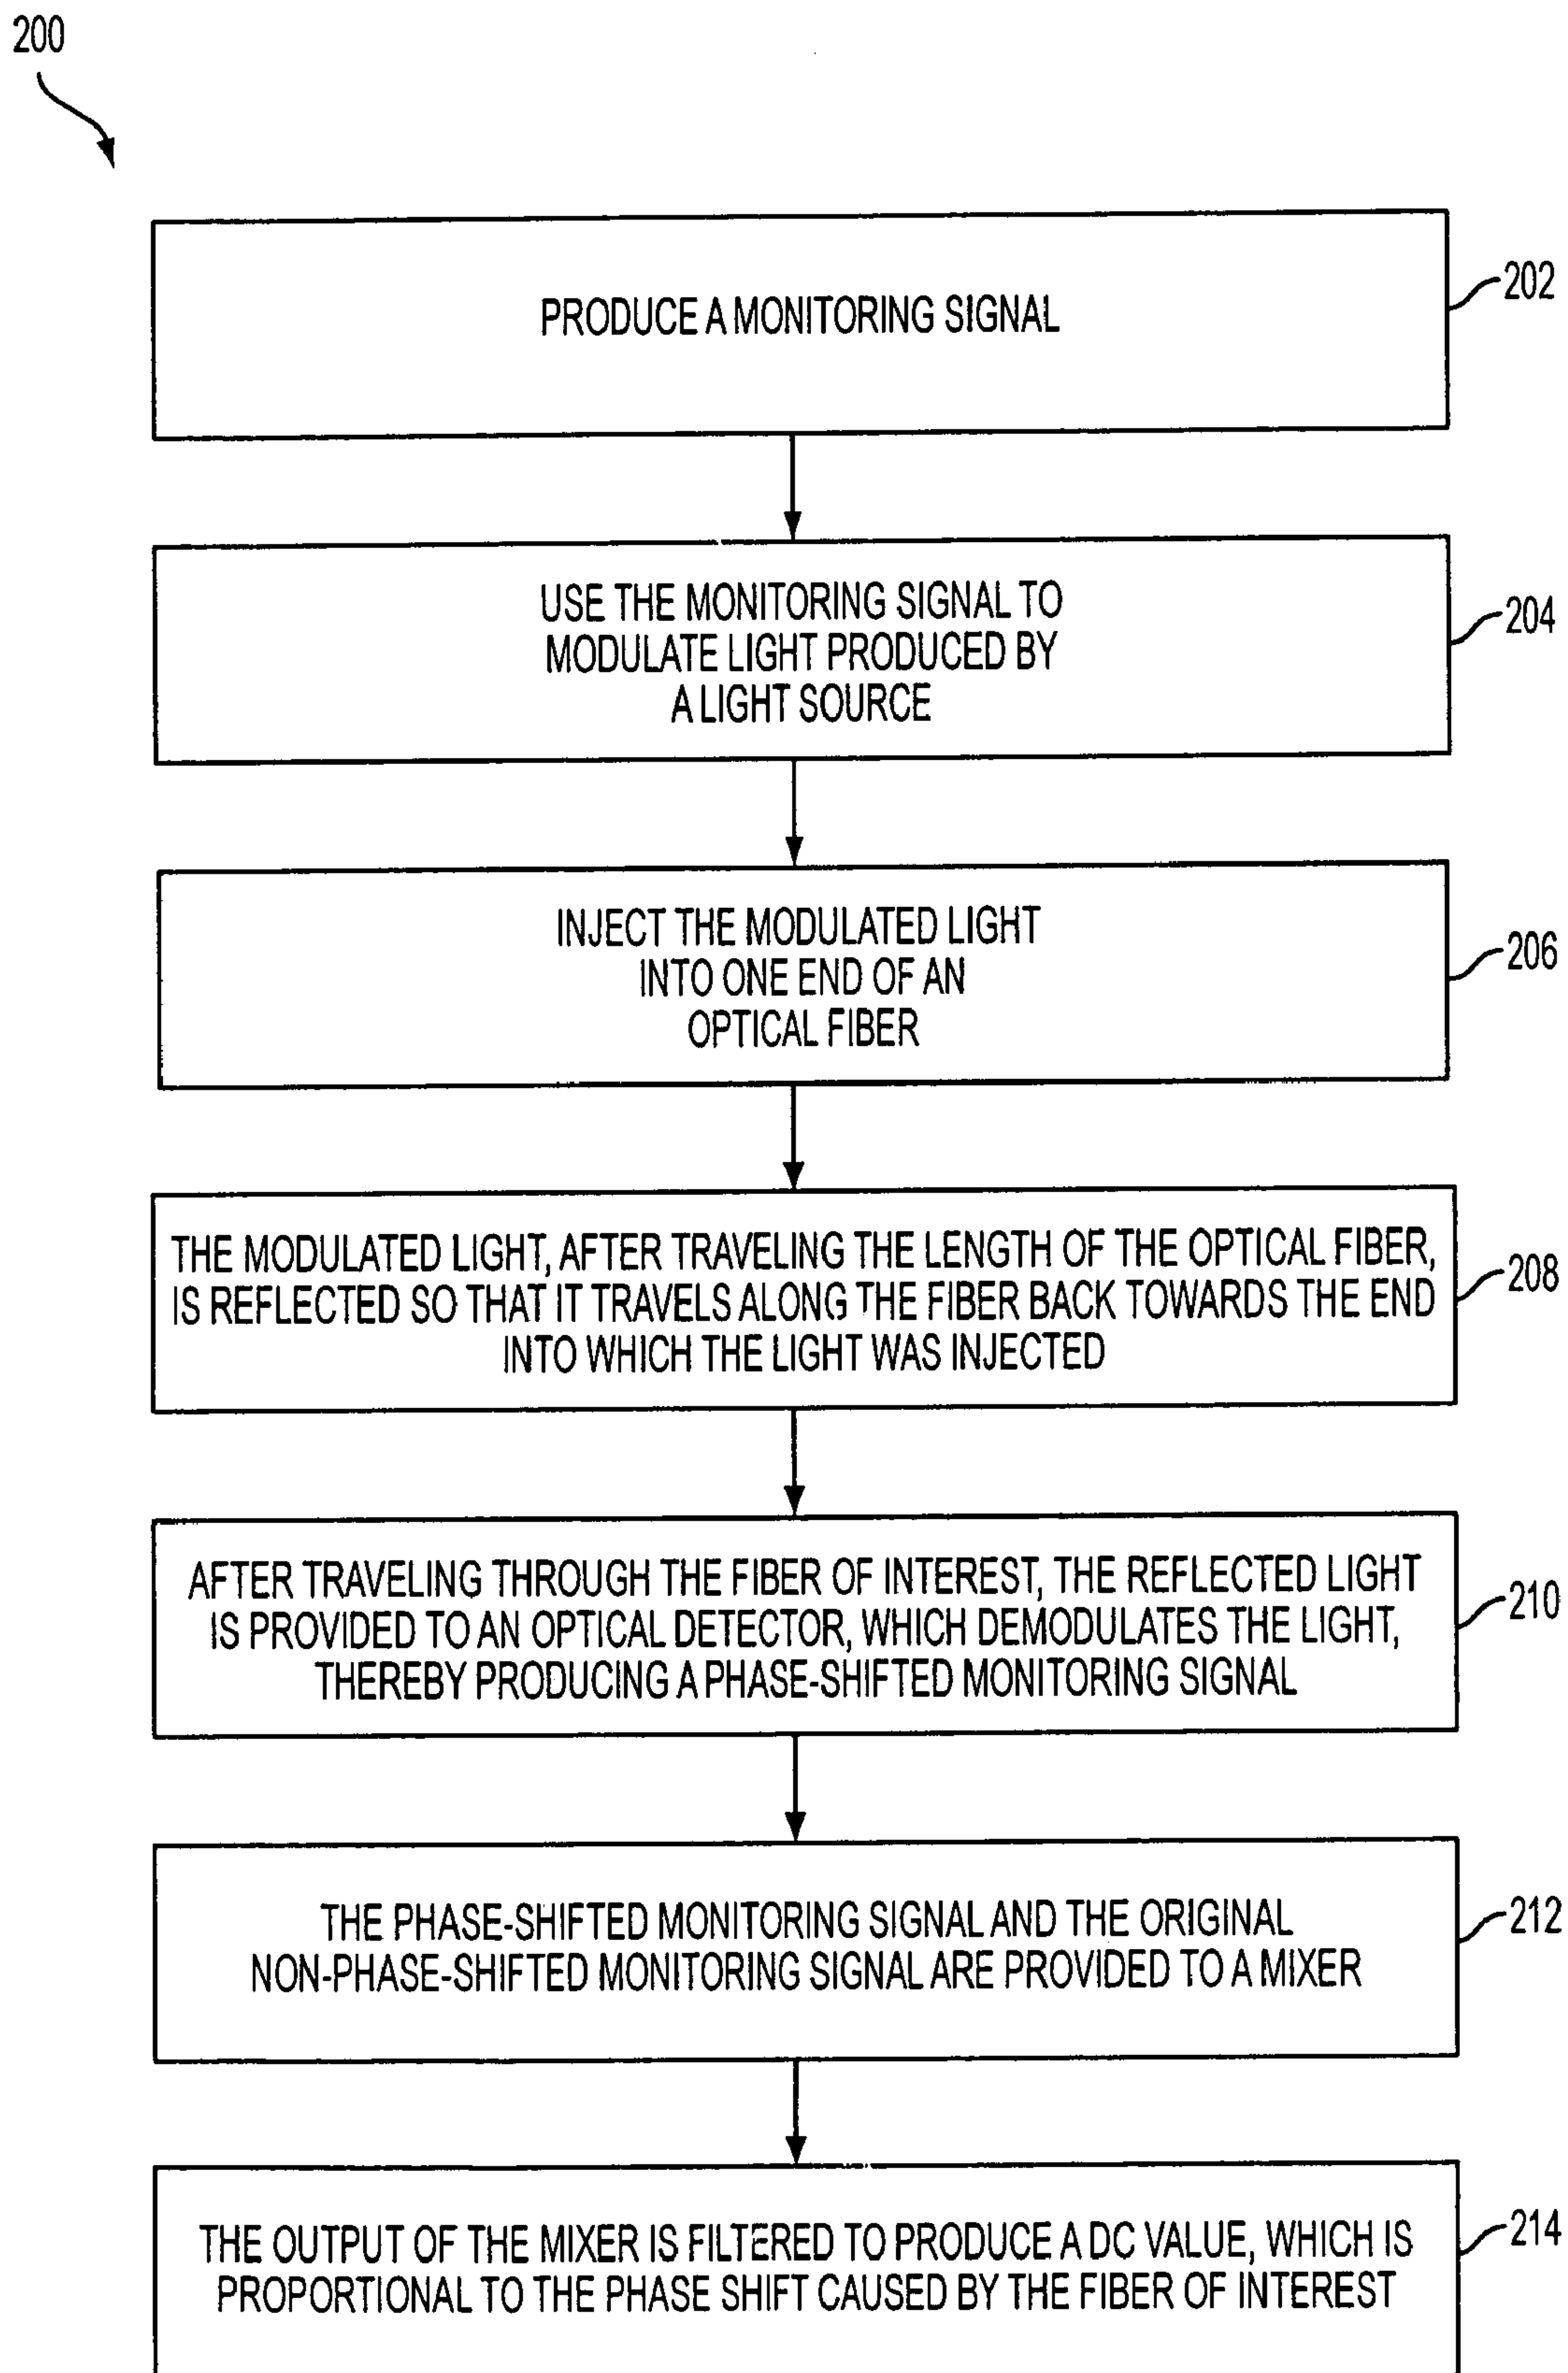 200
PRODUCE A MONITORING SIGNAL
202
USE THE MONITORING SIGNAL TO
MODULATE LIGHT PRODUCED BY
A LIGHT SOURCE
204
INJECT THE MODULATED LIGHT
INTO ONE END OF AN
OPTICAL FIBER
206
THE MODULATED LIGHT, AFTER TRAVELING THE LENGTH OF THE OPTICAL FIBER,
IS REFLECTED SO THAT IT TRAVELS ALONG THE FIBER BACK TOWARDS THE END
INTO WHICH THE LIGHT WAS INJECTED
208
AFTER TRAVELING THROUGH THE FIBER OF INTEREST, THE REFLECTED LIGHT
IS PROVIDED TO AN OPTICAL DETECTOR, WHICH DEMODULATES THE LIGHT,
THEREBY PRODUCING A PHASE-SHIFTED MONITORING SIGNAL
210
THE PHASE-SHIFTED MONITORING SIGNAL AND THE ORIGINAL
NON-PHASE-SHIFTED MONITORING SIGNAL ARE PROVIDED TO A MIXER
212
THE OUTPUT OF THE MIXER IS FILTERED TO PRODUCE A DC VALUE, WHICH IS
PROPORTIONAL TO THE PHASE SHIFT CAUSED BY THE FIBER OF INTEREST
214